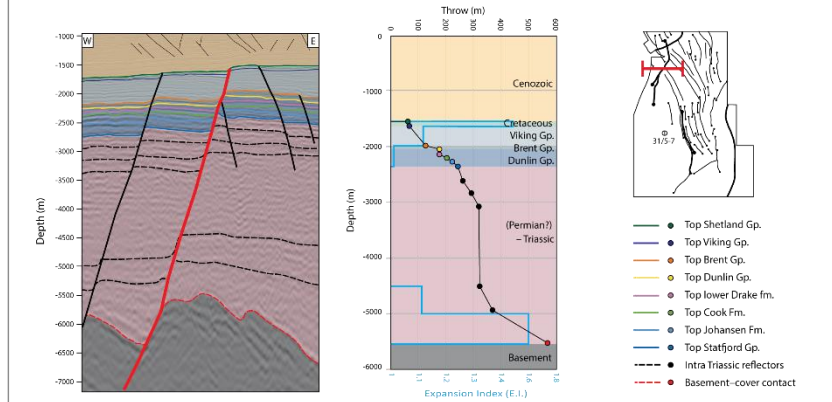 W
E
Depth (m)
-1000
-1500
-2000
-2500
-3000
-3500
-4000
-4500
-5000
-5500
-6000
-6500
-7000
Throw (m)
0
100
200
300
400
500
600
Depth (m)
0
-1000
-2000
-3000
-4000
-5000
-6000
Cenozoic
Cretaceous
Viking Gp.
Brent Gp.
Dunlin Gp.
(Permian?)
– Triassic
Basement
1
1.1
1.2
1.3
1.4
1.5
1.6
1.8
Expansion Index (E.I.)
31/5-7
Top Shetland Gp.
Top Viking Gp.
Top Brent Gp.
Top Dunlin Gp.
Top lower Drake fm.
Top Cook Fm.
Top Johansen Fm.
Top Statfjord Gp.
Intra Triassic reflectors
Basement–cover contact